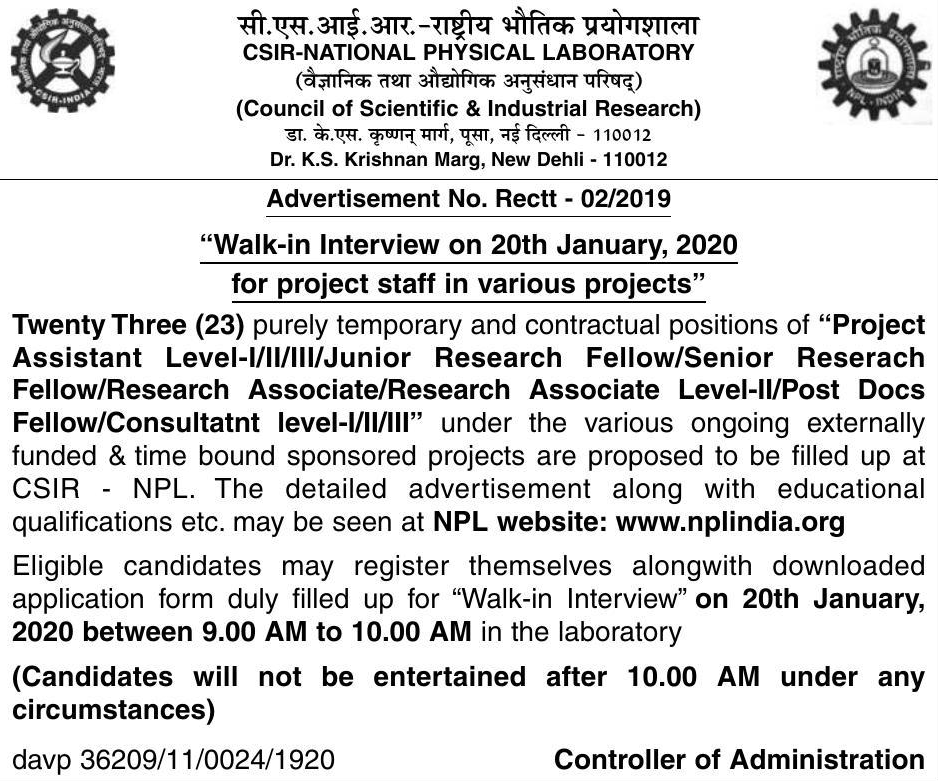 सी.एस.आई.आर.-राष्ट्रीय भौतिक प्रयोगशाला
CSIR-NATIONAL PHYSICAL LABORATORY
(वैज्ञानिक तथा औद्योगिक अनुसंधान परिषद्)
(Council of Scientific & Industrial Research)
डा. के.एस. कृष्णन् मार्ग, पूसा, नई दिल्ली - 110012
Dr. K.S. Krishnan Marg, New Dehli - 110012
CSIR-INDIA
NPL - INDIA
Advertisement No. Rectt - 02/2019
“Walk-in Interview on 20th January, 2020
for project staff in various projects”
Twenty Three (23) purely temporary and contractual positions of “Project
Assistant Level-I/II/III/Junior Research Fellow/Senior Reserach
Fellow/Research Associate/Research Associate Level-II/Post Docs
Fellow/Consultatnt level-I/II/III” under the various ongoing externally
funded & time bound sponsored projects are proposed to be filled up at
CSIR - NPL. The detailed advertisement along with educational
qualifications etc. may be seen at NPL website: www.nplindia.org
Eligible candidates may register themselves alongwith downloaded
application form duly filled up for “Walk-in Interview” on 20th January,
2020 between 9.00 AM to 10.00 AM in the laboratory
(Candidates will not be entertained after 10.00 AM under any
circumstances)
davp 36209/11/0024/1920 Controller of Administration